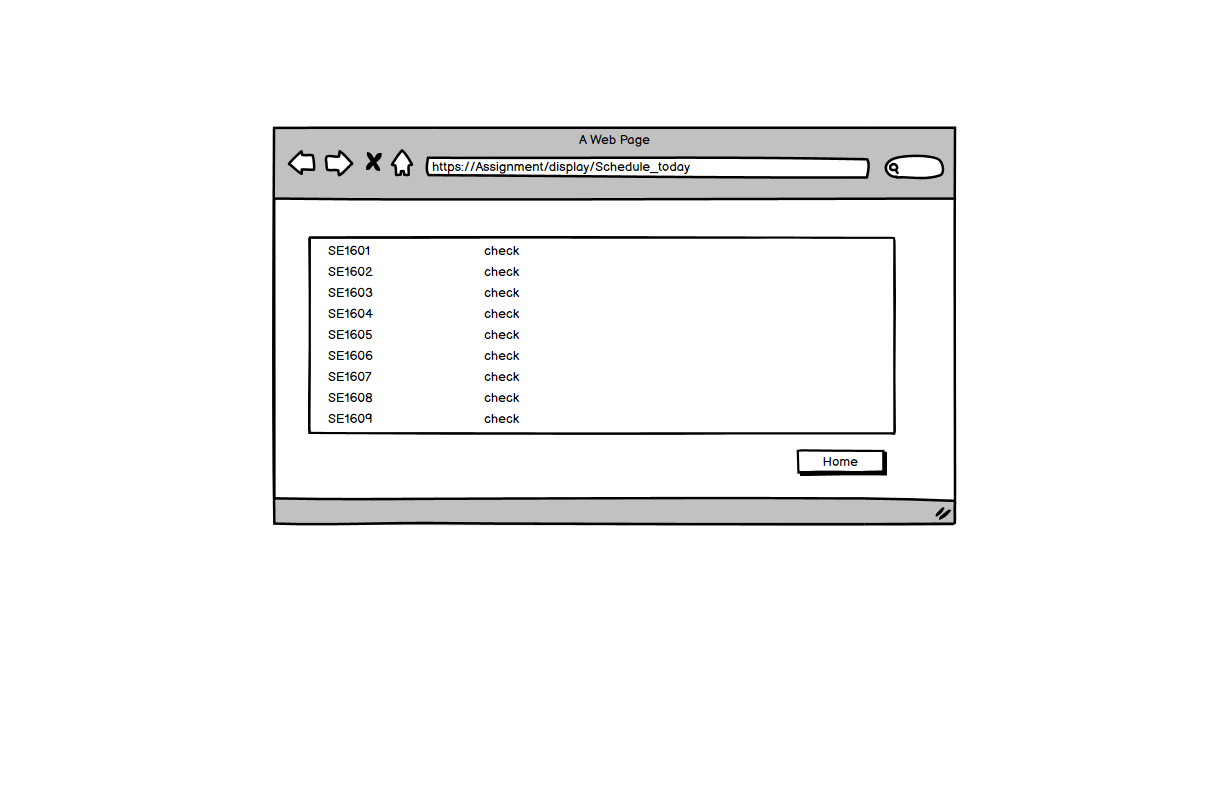 A Web Page
https://Assignment/display/Schedule_today
SE1601 check
SE1602 check
SE1603 check
SE1604 check
SE1605 check
SE1606 check
SE1607 check
SE1608 check
SE1609 check
Home